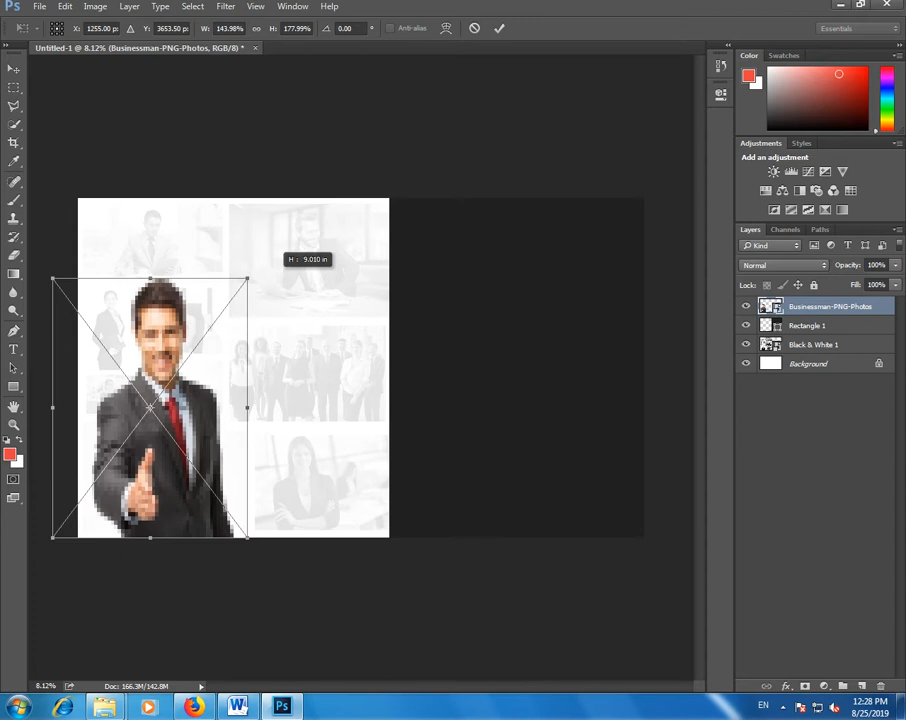 Ps File Edit Image Layer Type Select Filter View Window Help
X: 1255.00 px Y: 3653.50 px W: 143.98% H: 177.99% 0.00 ° Anti-alias Essentials
Untitled-1 @ 8.12% (Businessman-PNG-Photos, RGB/8) * ×
Color Swatches
Adjustments Styles
Add an adjustment
Layers Channels Paths
Kind
Normal Opacity: 100%
Lock: Fill: 100%
Businessman-PNG-Photos
Rectangle 1
Black & White 1
Background
H : 9.010 in
T
8.12% Doc: 166.3M/142.8M
fx
W Ps EN 12:28 PM
8/25/2019